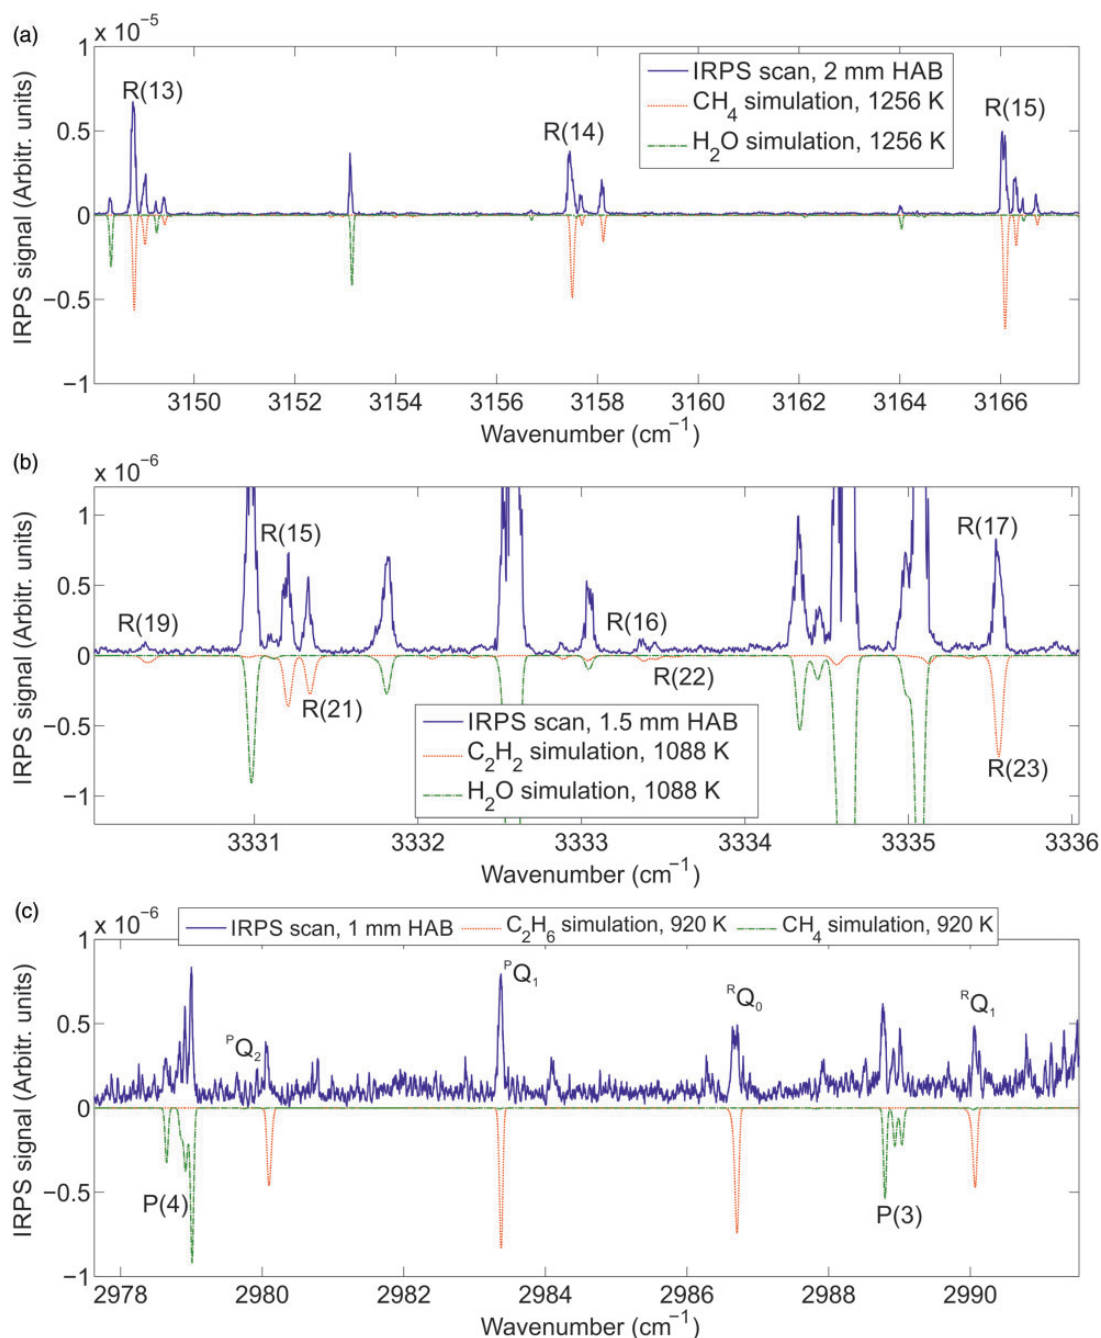 (a)
x 10⁻⁵
IRPS signal (Arbitr. units)
1
0.5
0
−0.5
−1
R(13)
R(14)
R(15)
IRPS scan, 2 mm HAB
CH₄ simulation, 1256 K
H₂O simulation, 1256 K
3150 3152 3154 3156 3158 3160 3162 3164 3166
Wavenumber (cm⁻¹)
(b)
x 10⁻⁶
IRPS signal (Arbitr. units)
1
0.5
0
−0.5
−1
R(15)
R(17)
R(19)
R(16)
R(21)
R(22)
R(23)
IRPS scan, 1.5 mm HAB
C₂H₂ simulation, 1088 K
H₂O simulation, 1088 K
3331 3332 3333 3334 3335 3336
Wavenumber (cm⁻¹)
(c)
x 10⁻⁶
IRPS scan, 1 mm HAB C₂H₆ simulation, 920 K CH₄ simulation, 920 K
IRPS signal (Arbitr. units)
1
0.5
0
−0.5
−1
ᴾQ₂
ᴾQ₁
ᴿQ₀
ᴿQ₁
P(4)
P(3)
2978 2980 2982 2984 2986 2988 2990
Wavenumber (cm⁻¹)